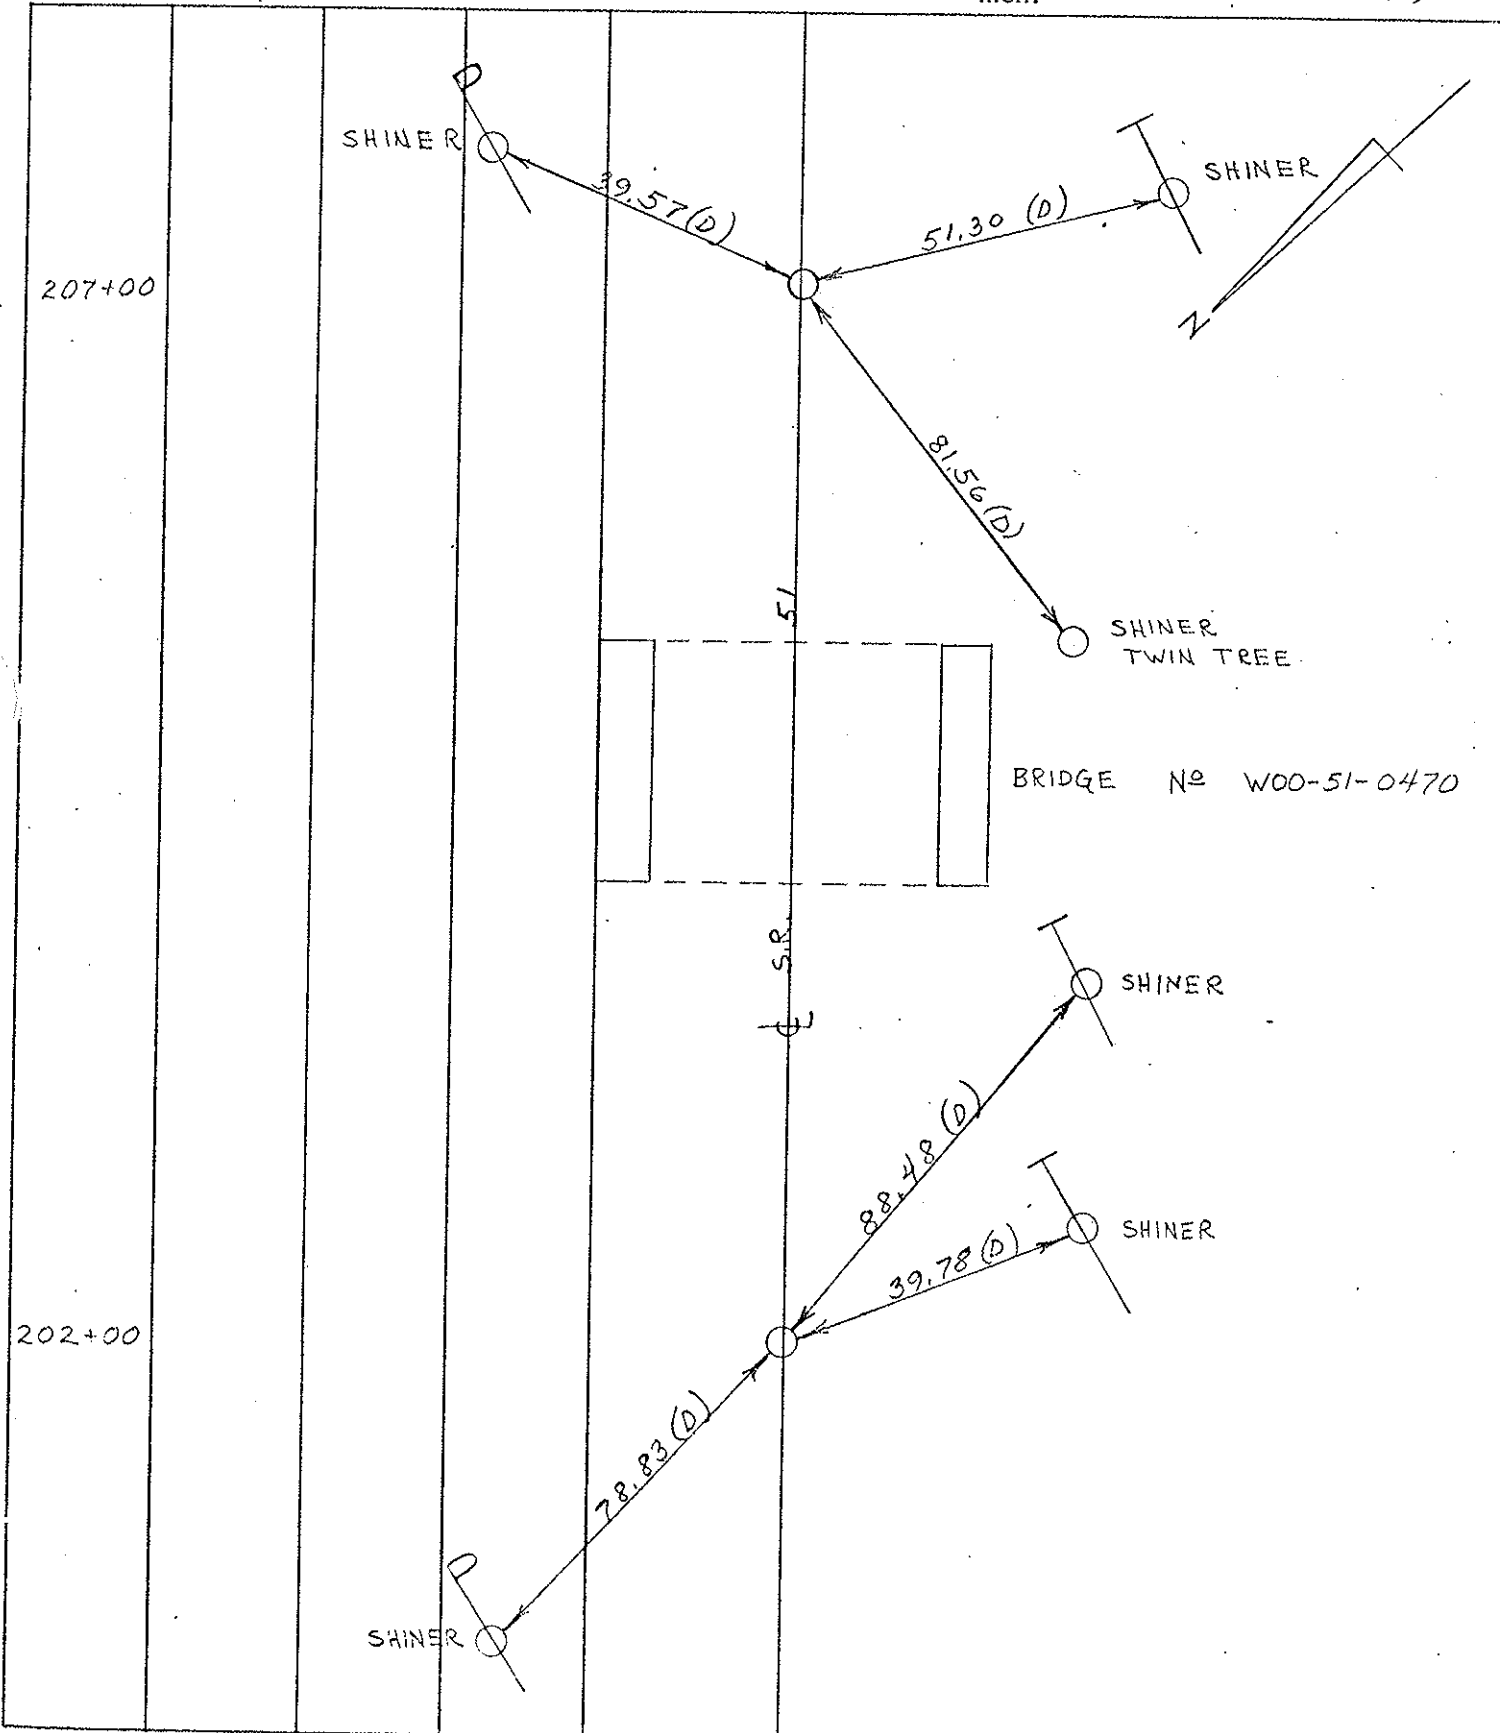 SHINER
SHINER
39.57 (D)
51.30 (D)
207+00
N
81.56 (D)
51
SHINER
TWIN TREE
BRIDGE Nº W00-51-0470
S.R.
℄
SHINER
88.48 (D)
SHINER
39.78 (D)
202+00
78.83 (D)
SHINER